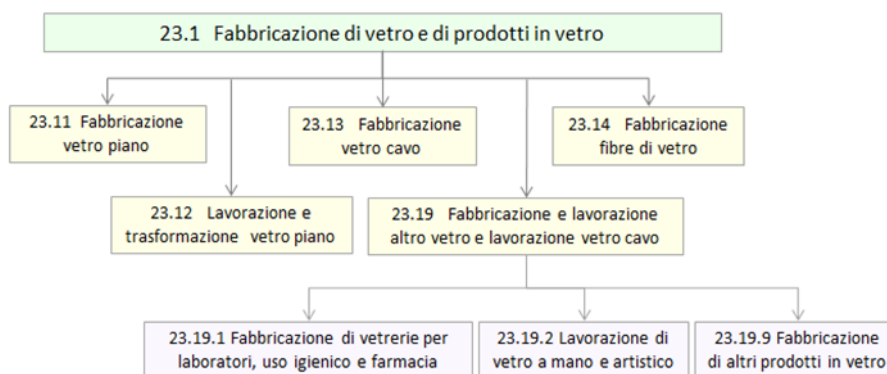 23.1 Fabbricazione di vetro e di prodotti in vetro
23.11 Fabbricazione
vetro piano
23.13 Fabbricazione
vetro cavo
23.14 Fabbricazione
fibre di vetro
23.12 Lavorazione e
trasformazione vetro piano
23.19 Fabbricazione e lavorazione
altro vetro e lavorazione vetro cavo
23.19.1 Fabbricazione di vetrerie per
laboratori, uso igienico e farmacia
23.19.2 Lavorazione di
vetro a mano e artistico
23.19.9 Fabbricazione
di altri prodotti in vetro